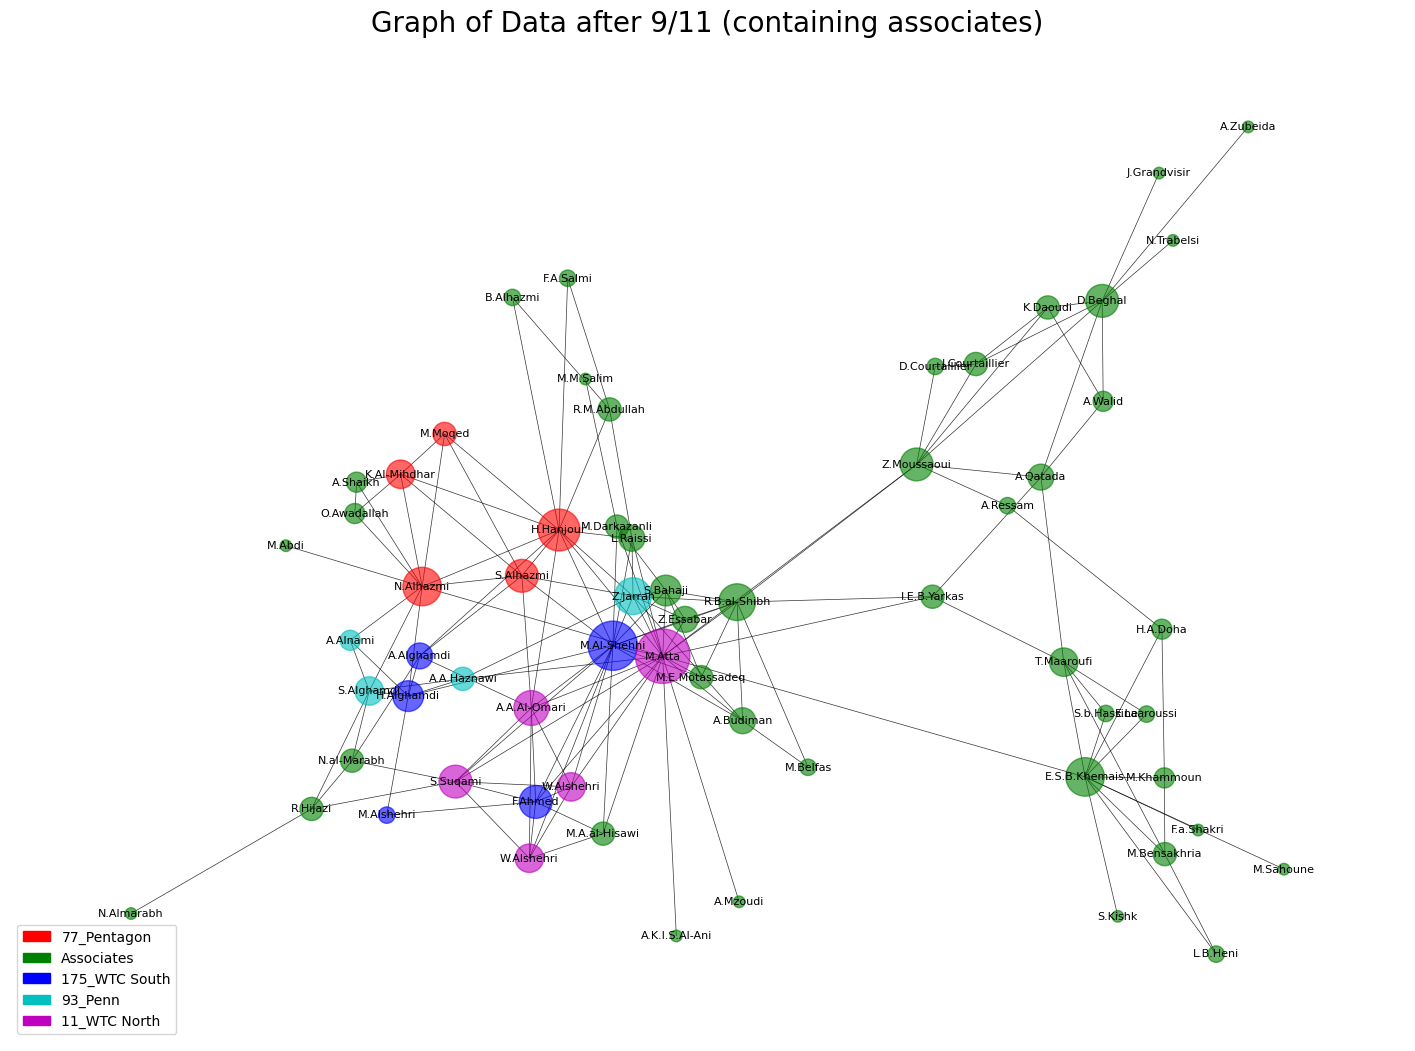 Graph of Data after 9/11 (containing associates)
A.Zubeida
J.Grandvisir
N.Trabelsi
F.A.Salmi
B.Alhazmi
D.Beghal
K.Daoudi
D.Courtaillier
J.Courtaillier
M.M.Salim
A.Walid
R.M.Abdullah
M.Moqed
Z.Moussaoui
K.Al-Mihdhar
A.Qatada
A.Shaikh
A.Ressam
O.Awadallah
M.Darkazanli
H.Hanjour
L.Raissi
M.Abdi
S.Alhazmi
N.Alhazmi
S.Bahaji
Z.Jarrah
I.E.B.Yarkas
R.B.al-Shibh
Z.Essabar
H.A.Doha
A.Alnami
M.Al-Shehhi
A.Alghamdi
M.Atta
T.Maaroufi
M.E.Motassadeq
A.A.Haznawi
S.Alghamdi
H.Alghamdi
A.A.Al-Omari
S.b.Hassine
E.Laaroussi
A.Budiman
N.al-Marabh
M.Belfas
E.S.B.Khemais
M.Khammoun
S.Suqami
W.Alshehri
F.Ahmed
R.Hijazi
M.Alshehri
F.a.Shakri
M.A.al-Hisawi
M.Bensakhria
W.Alshehri
M.Sahoune
A.Mzoudi
N.Almarabh
S.Kishk
A.K.I.S.Al-Ani
L.B.Heni
77_Pentagon
Associates
175_WTC South
93_Penn
11_WTC North